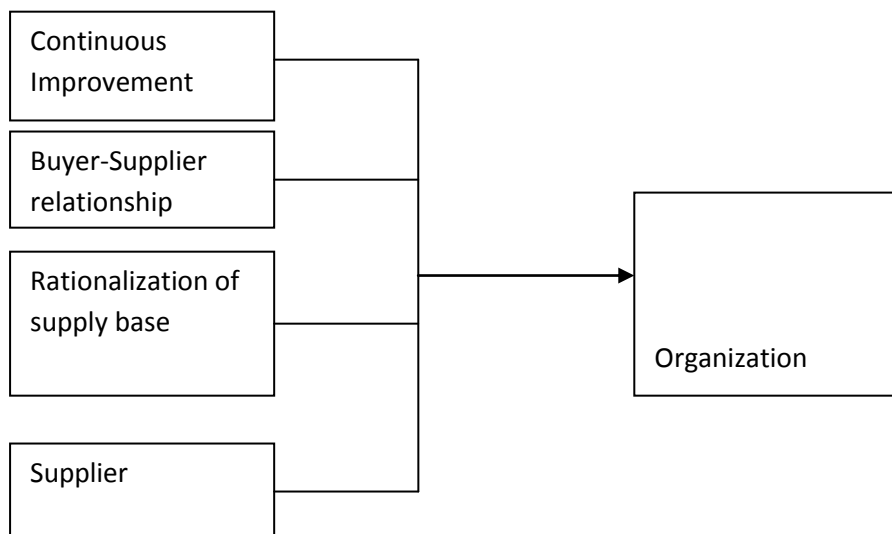 Continuous
Improvement
Buyer-Supplier
relationship
Rationalization of
supply base
Organization
Supplier